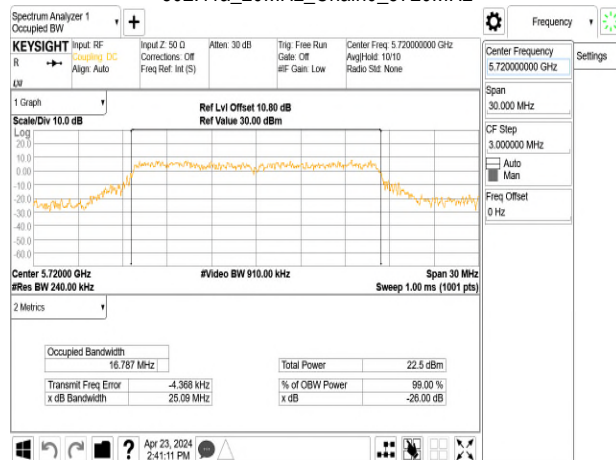 Spectrum Analyzer 1
Occupied BW
Frequency
Settings
KEYSIGHT
R
Input: RF
Coupling: DC
Align: Auto
Input Z: 50 Ω
Corrections: Off
Freq Ref: Int (S)
Atten: 30 dB
Trig: Free Run
Gate: Off
#IF Gain: Low
Center Freq: 5.720000000 GHz
Avg|Hold: 10/10
Radio Std: None
Center Frequency
5.720000000 GHz
Span
30.000 MHz
CF Step
3.000000 MHz
Auto
Man
Freq Offset
0 Hz
1 Graph
Scale/Div 10.0 dB
Ref Lvl Offset 10.80 dB
Ref Value 30.00 dBm
Log
20.0
10.0
0.00
-10.0
-20.0
-30.0
-40.0
-50.0
-60.0
Center 5.72000 GHz
#Res BW 240.00 kHz
#Video BW 910.00 kHz
Span 30 MHz
Sweep 1.00 ms (1001 pts)
2 Metrics
Occupied Bandwidth
16.787 MHz
Transmit Freq Error -4.368 kHz
x dB Bandwidth 25.09 MHz
Total Power 22.5 dBm
% of OBW Power 99.00 %
x dB -26.00 dB
Apr 23, 2024
2:41:11 PM